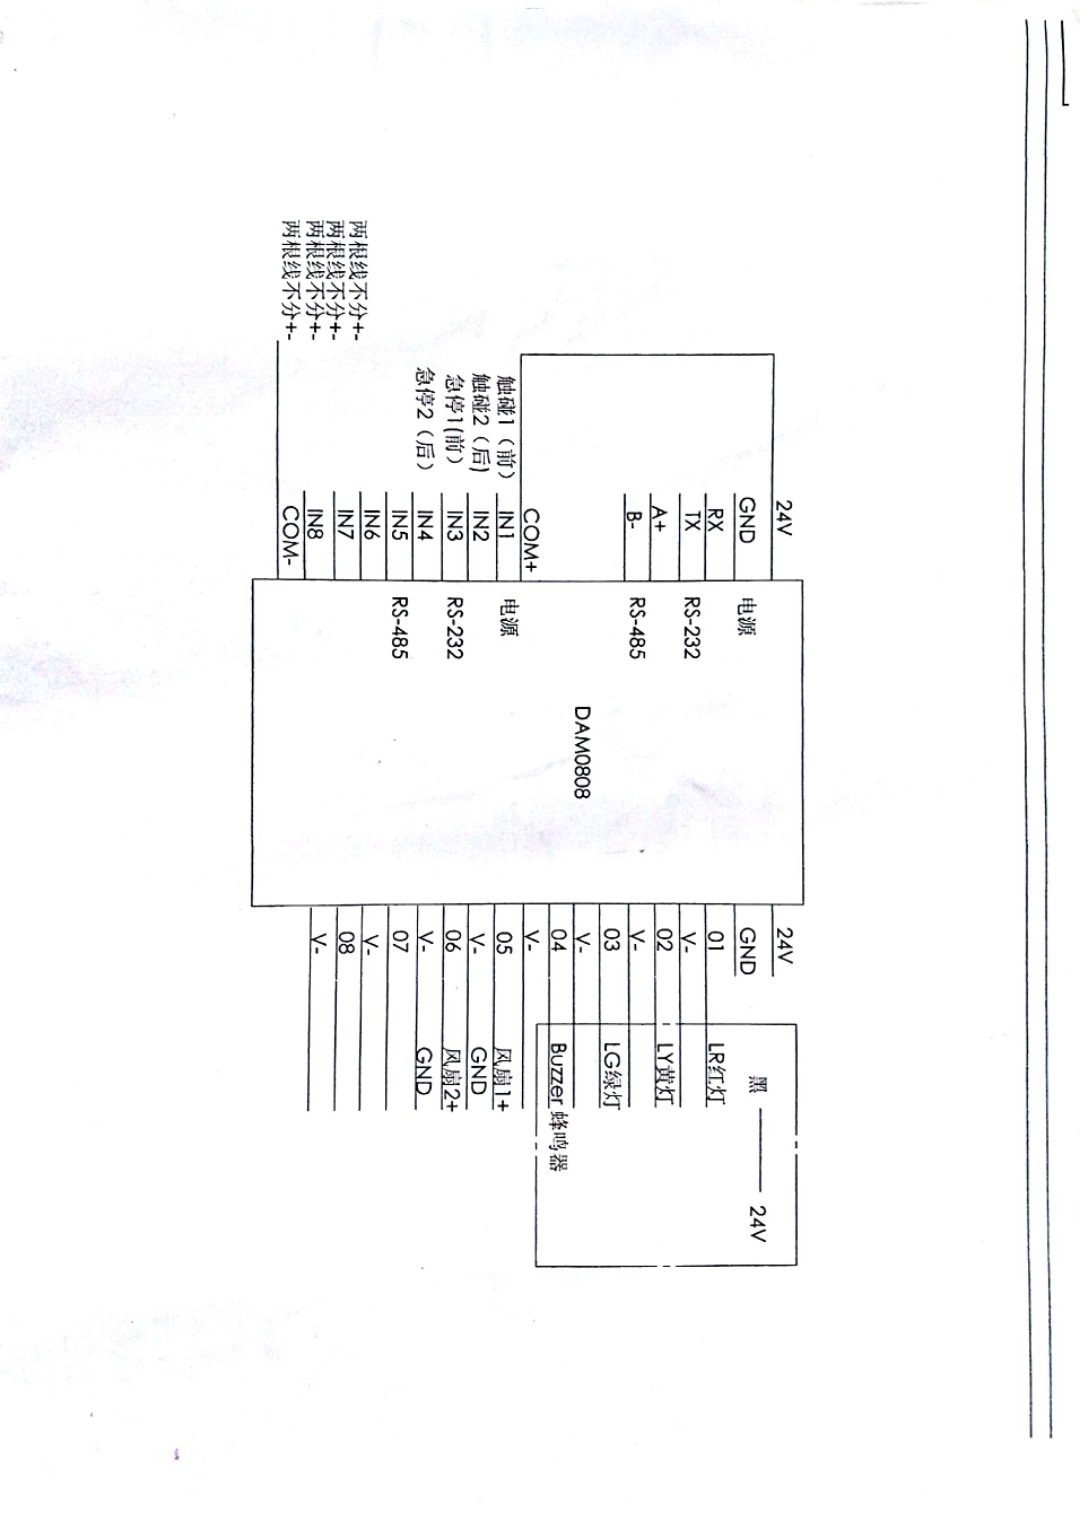 24V
GND
RX
TX
A+
B-
COM+
触碰1（前） IN1
触碰2（后) IN2
急停1(前） IN3
急停2（后） IN4
IN5
IN6
两根线不分+-
IN7
两根线不分+-
两根线不分+-
IN8
两根线不分+-
COM-
电源
RS-232
RS-485
DAM0808
电源
RS-232
RS-485
24V
GND
01 LR红灯
V-
02 LY黄灯
V-
03 LG绿灯
V-
04 Buzzer 蜂鸣器
V-
05 风扇1+
V- GND
06 风扇2+
V- GND
07
V-
08
V-
黑 24V